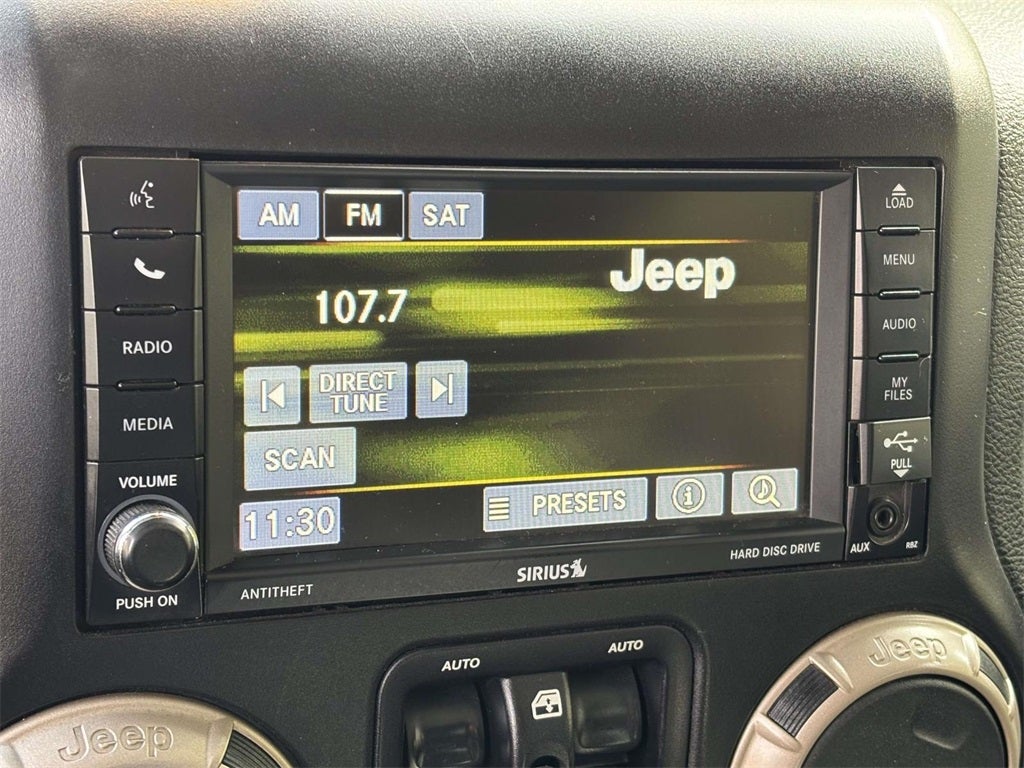 AM FM SAT
Jeep
107.7
DIRECT
TUNE
SCAN
11:30
PRESETS
RADIO
MEDIA
VOLUME
PUSH ON
LOAD
MENU
AUDIO
MY
FILES
PULL
AUX RBZ
ANTITHEFT
SIRIUS
HARD DISC DRIVE
AUTO AUTO
Jeep
Jeep